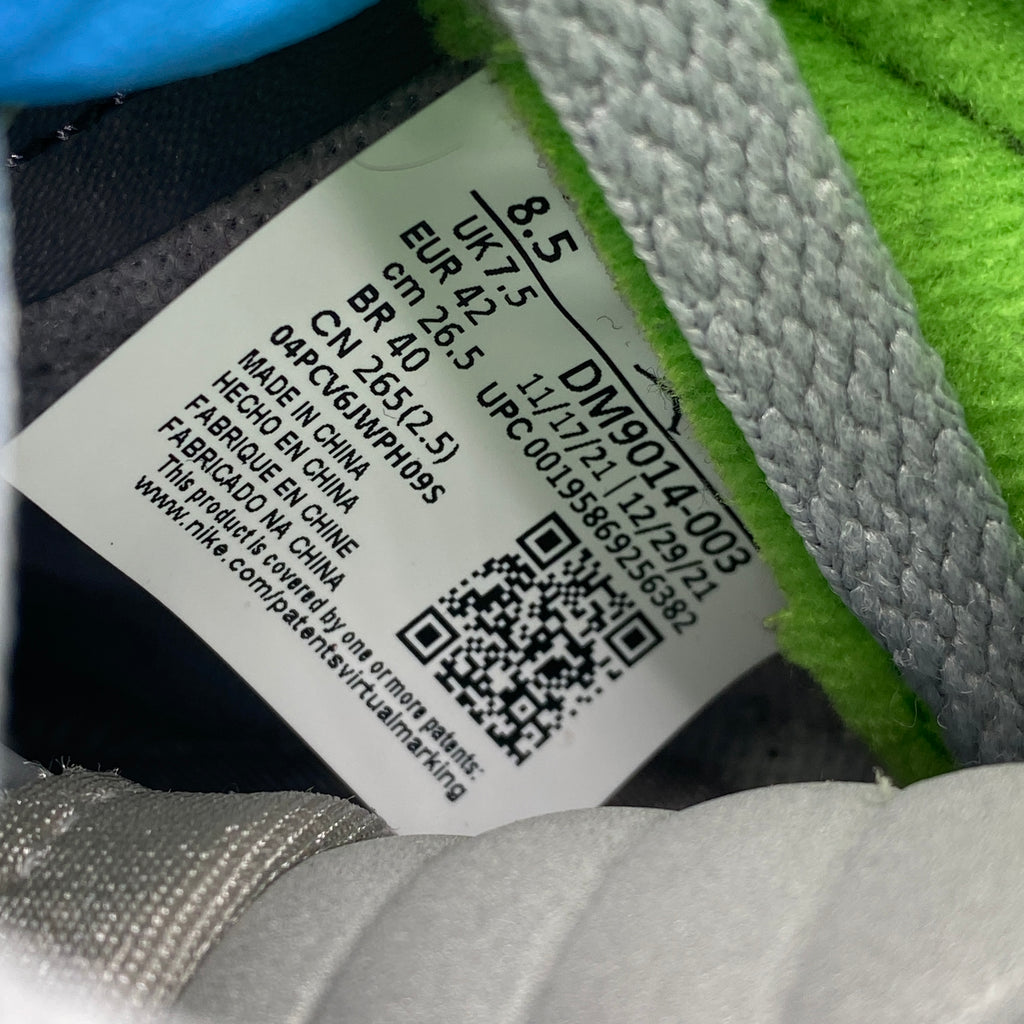 8.5
UK 7.5
EUR 42
cm 26.5
BR 40
CN 265(2.5)
04PCV6JWPH09S
MADE IN CHINA
HECHO EN CHINA
FABRIQUE EN CHINE
FABRICADO NA CHINA
This product is covered by one or more patents:
www.nike.com/patentsvirtualmarking
DM9014-003
11/17/21 | 12/29/21
UPC 00195869256382